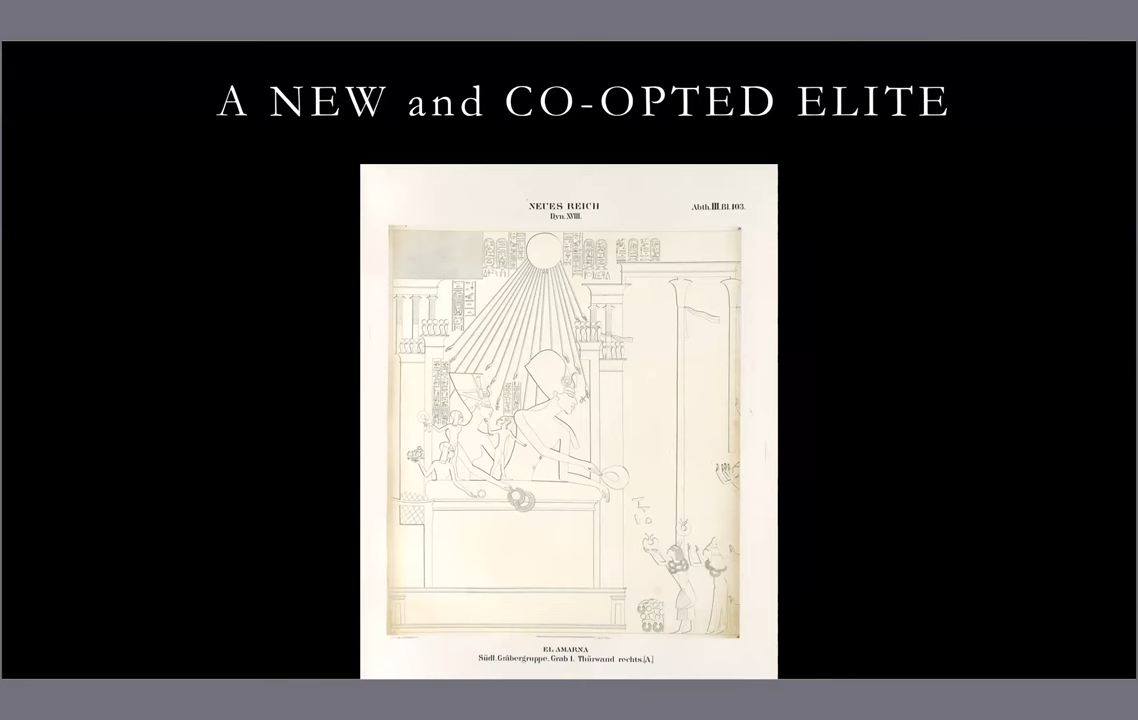 A NEW and CO-OPTED ELITE
NEUES REICH
Dyn. XVIII.
Abth. III. Bl. 103.
EL AMARNA
Südl. Gräbergruppe. Grab 1. Thürwand rechts. [A.]